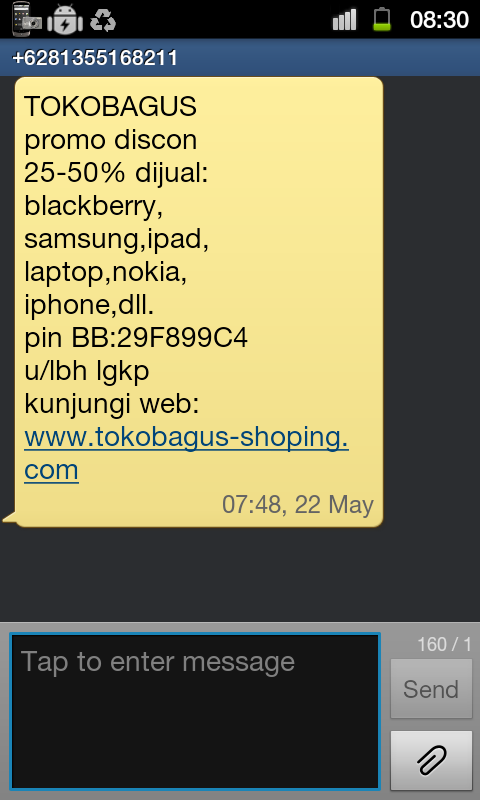 08:30
+6281355168211
TOKOBAGUS
promo discon
25-50% dijual:
blackberry,
samsung,ipad,
laptop,nokia,
iphone,dll.
pin BB:29F899C4
u/lbh lgkp
kunjungi web:
www.tokobagus-shoping.
com
07:48, 22 May
Tap to enter message
160 / 1
Send